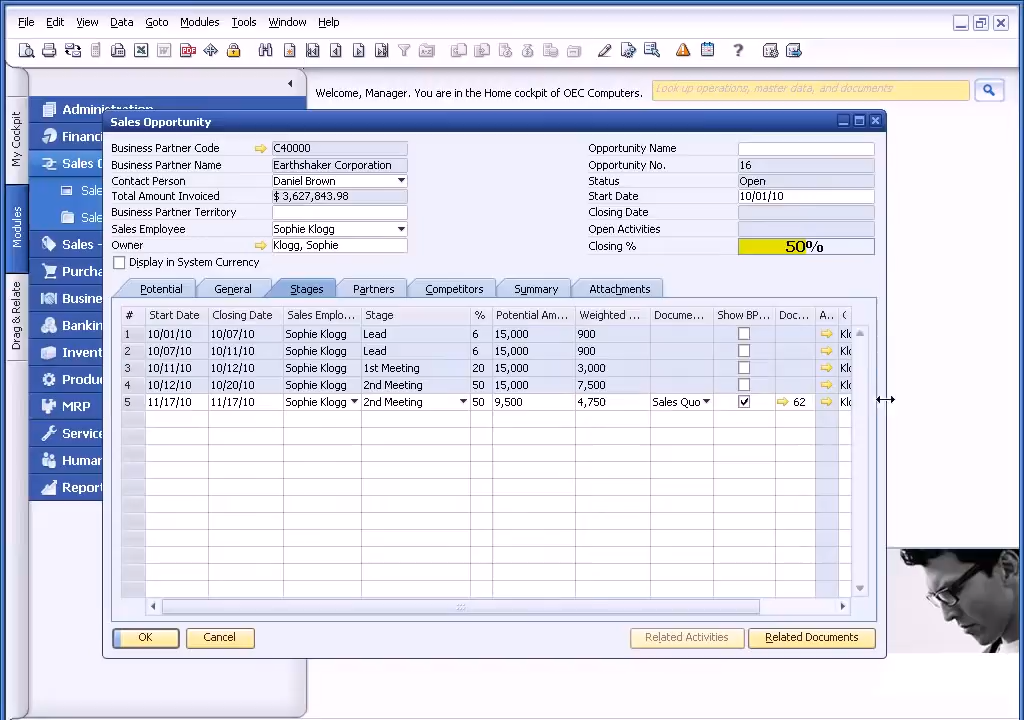 File Edit View Data Goto Modules Tools Window Help
Welcome, Manager. You are in the Home cockpit of OEC Computers.
Look up operations, master data, and documents
My Cockpit
Modules
Drag & Relate
Administration
Financi
Sales O
Sale
Sale
Sales -
Purcha
Busine
Bankin
Invent
Produc
MRP
Service
Human
Report
Sales Opportunity
Business Partner Code C40000
Business Partner Name Earthshaker Corporation
Contact Person Daniel Brown
Total Amount Invoiced $ 3,627,843.98
Business Partner Territory
Sales Employee Sophie Klogg
Owner Klogg, Sophie
Display in System Currency
Opportunity Name
Opportunity No. 16
Status Open
Start Date 10/01/10
Closing Date
Open Activities
Closing % 50%
Potential General Stages Partners Competitors Summary Attachments
# Start Date Closing Date Sales Emplo... Stage % Potential Am... Weighted ... Docume... Show BP... Doc... A..
1 10/01/10 10/07/10 Sophie Klogg Lead 6 15,000 900 Klo
2 10/07/10 10/11/10 Sophie Klogg Lead 6 15,000 900 Klo
3 10/11/10 10/12/10 Sophie Klogg 1st Meeting 20 15,000 3,000 Klo
4 10/12/10 10/20/10 Sophie Klogg 2nd Meeting 50 15,000 7,500 Klo
5 11/17/10 11/17/10 Sophie Klogg 2nd Meeting 50 9,500 4,750 Sales Quo 62 Klo
OK Cancel Related Activities Related Documents